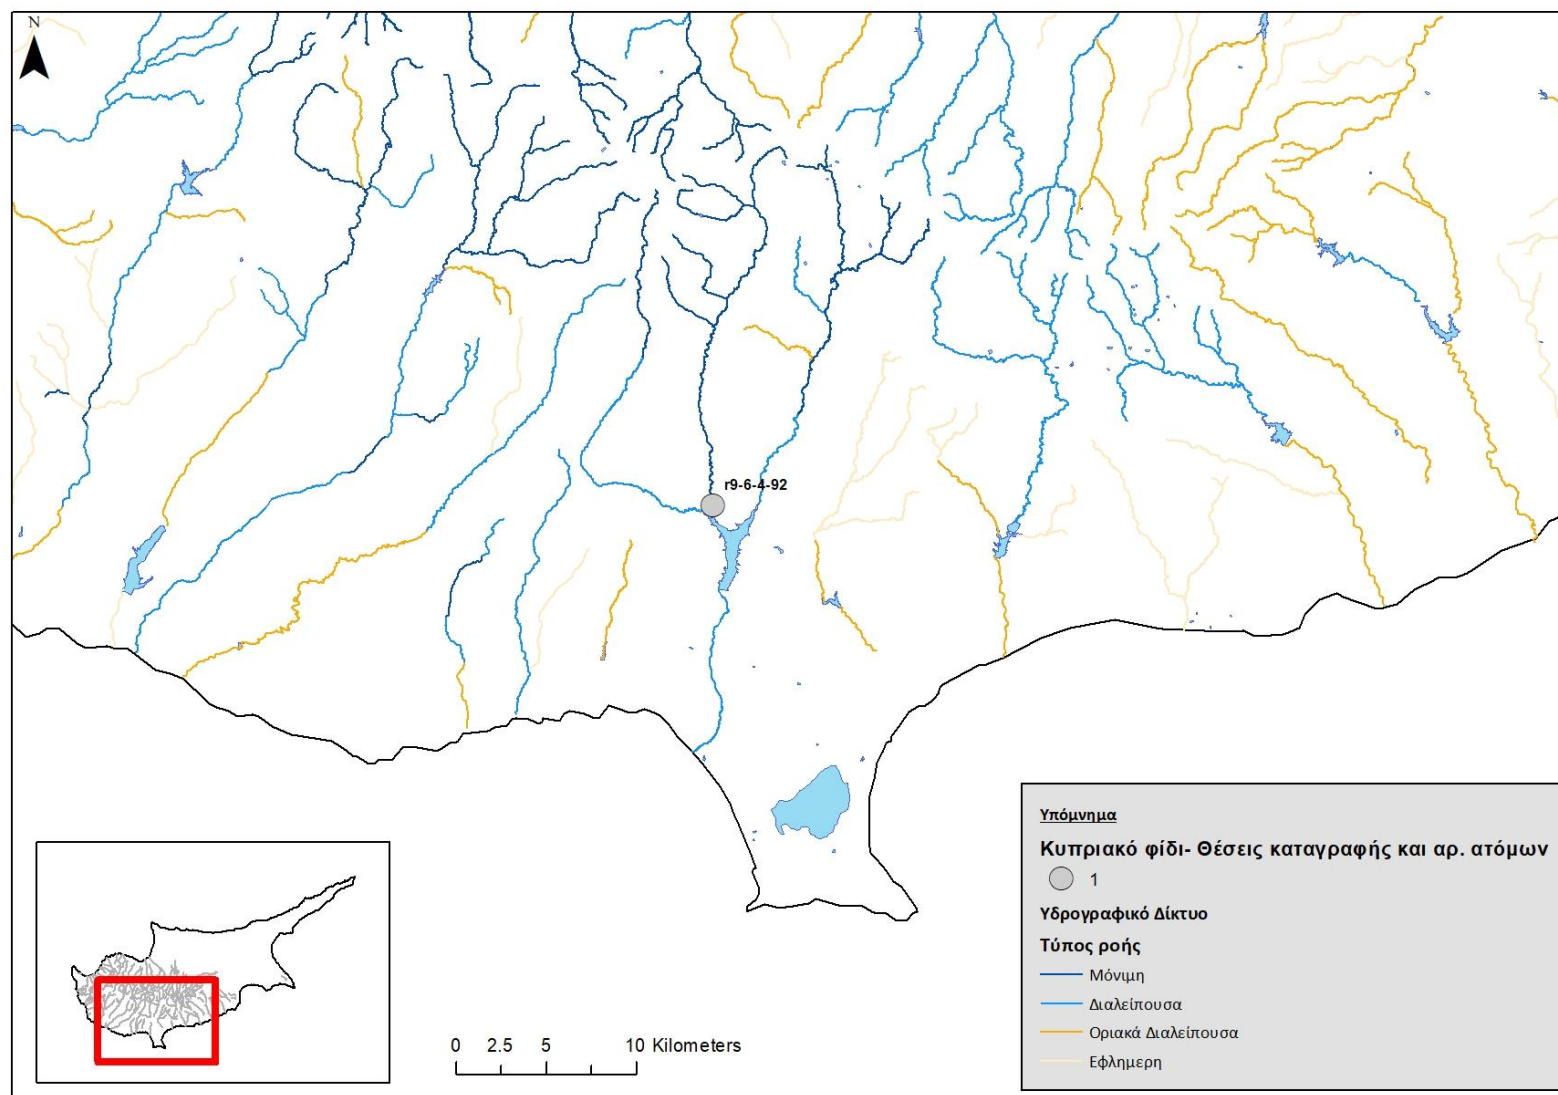 N
r9-6-4-92
Υπόμνημα
Κυπριακό φίδι- Θέσεις καταγραφής και αρ. ατόμων
1
Υδρογραφικό Δίκτυο
Τύπος ροής
Μόνιμη
Διαλείπουσα
Οριακά Διαλείπουσα
Εφλημερη
0 2.5 5 10 Kilometers